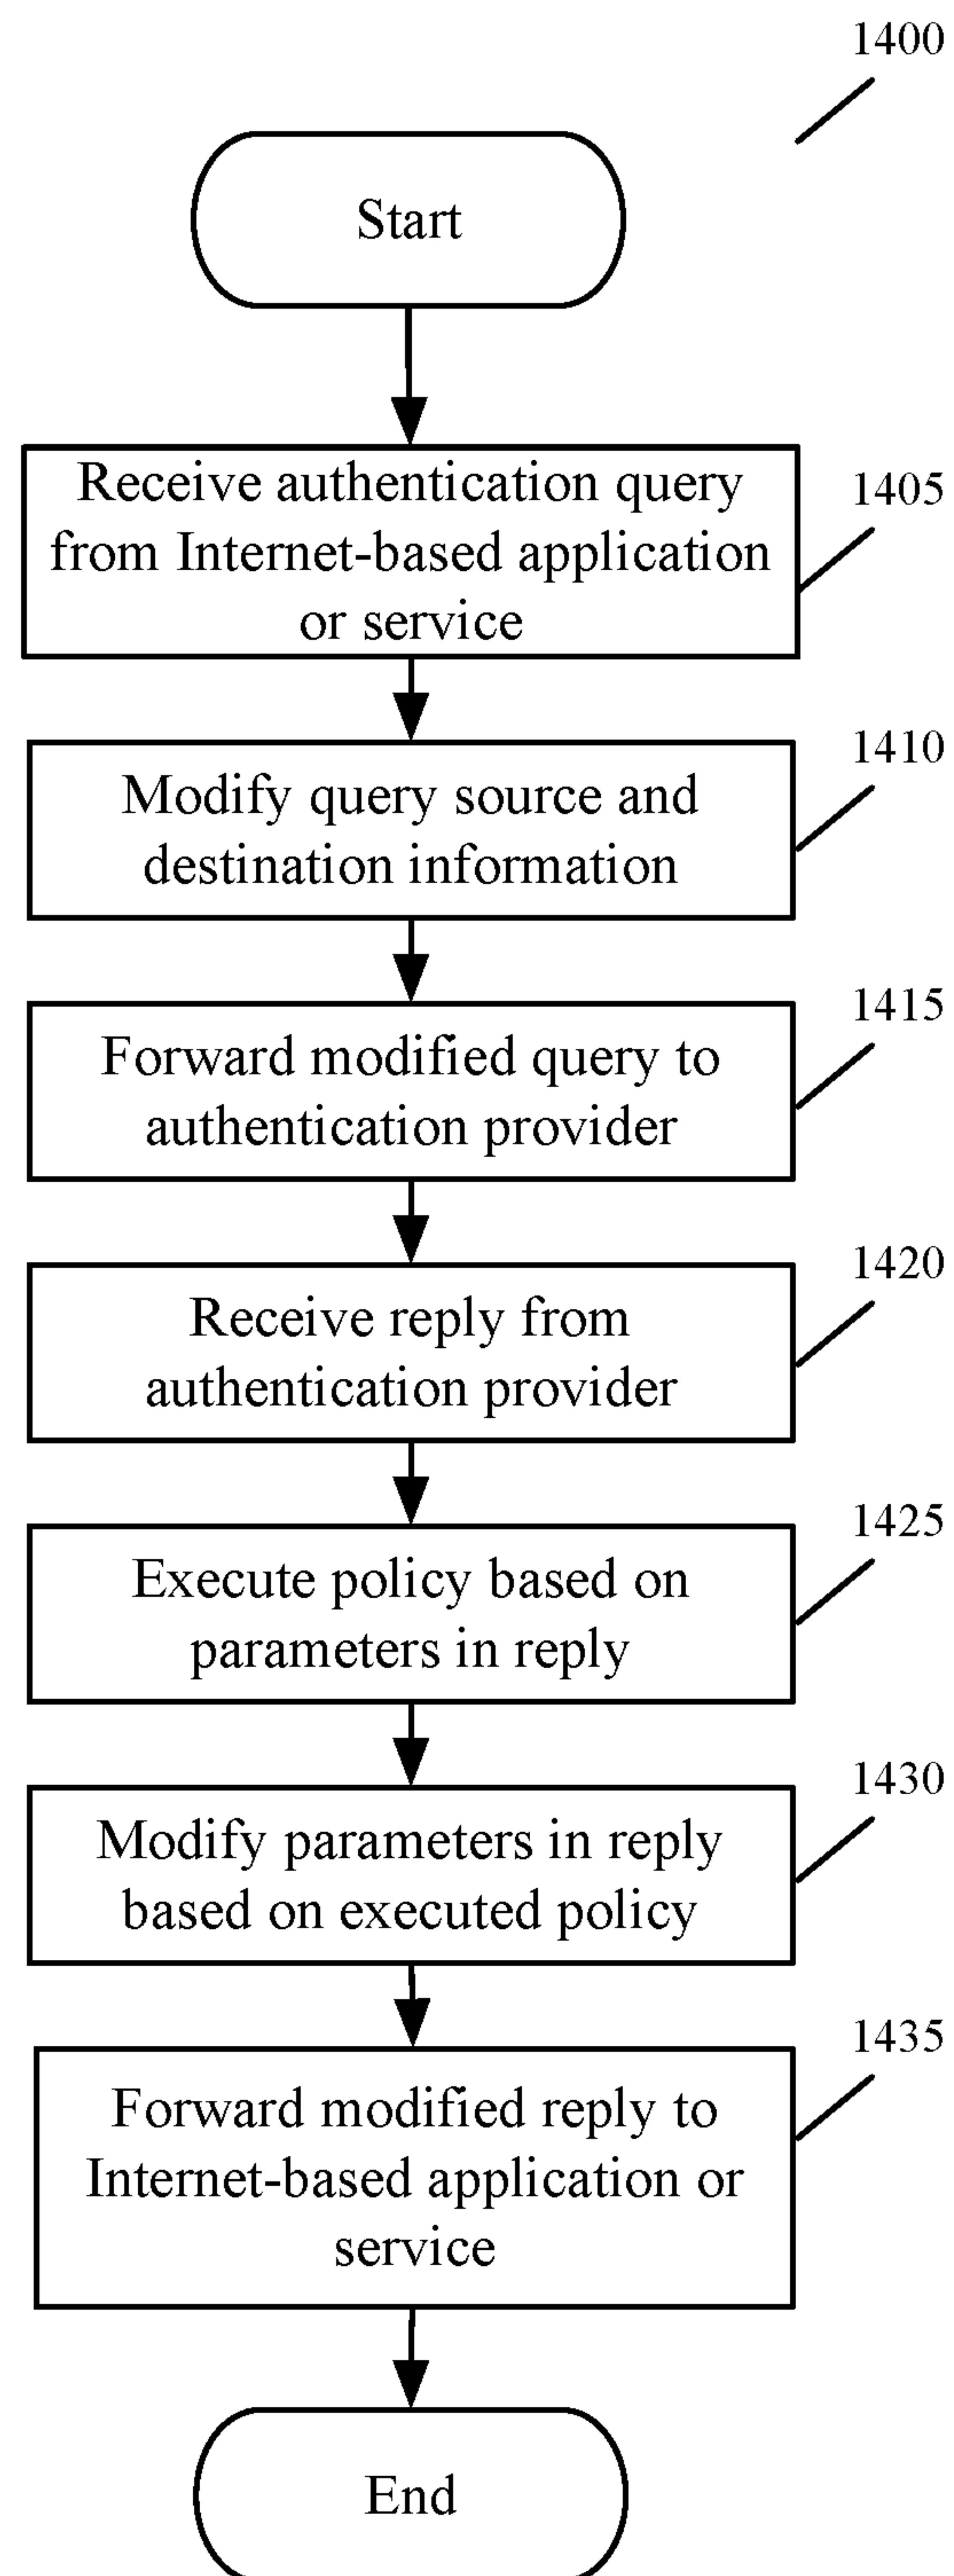 1400
Start
Receive authentication query
from Internet-based application
or service
1405
Modify query source and
destination information
1410
Forward modified query to
authentication provider
1415
Receive reply from
authentication provider
1420
Execute policy based on
parameters in reply
1425
Modify parameters in reply
based on executed policy
1430
Forward modified reply to
Internet-based application or
service
1435
End